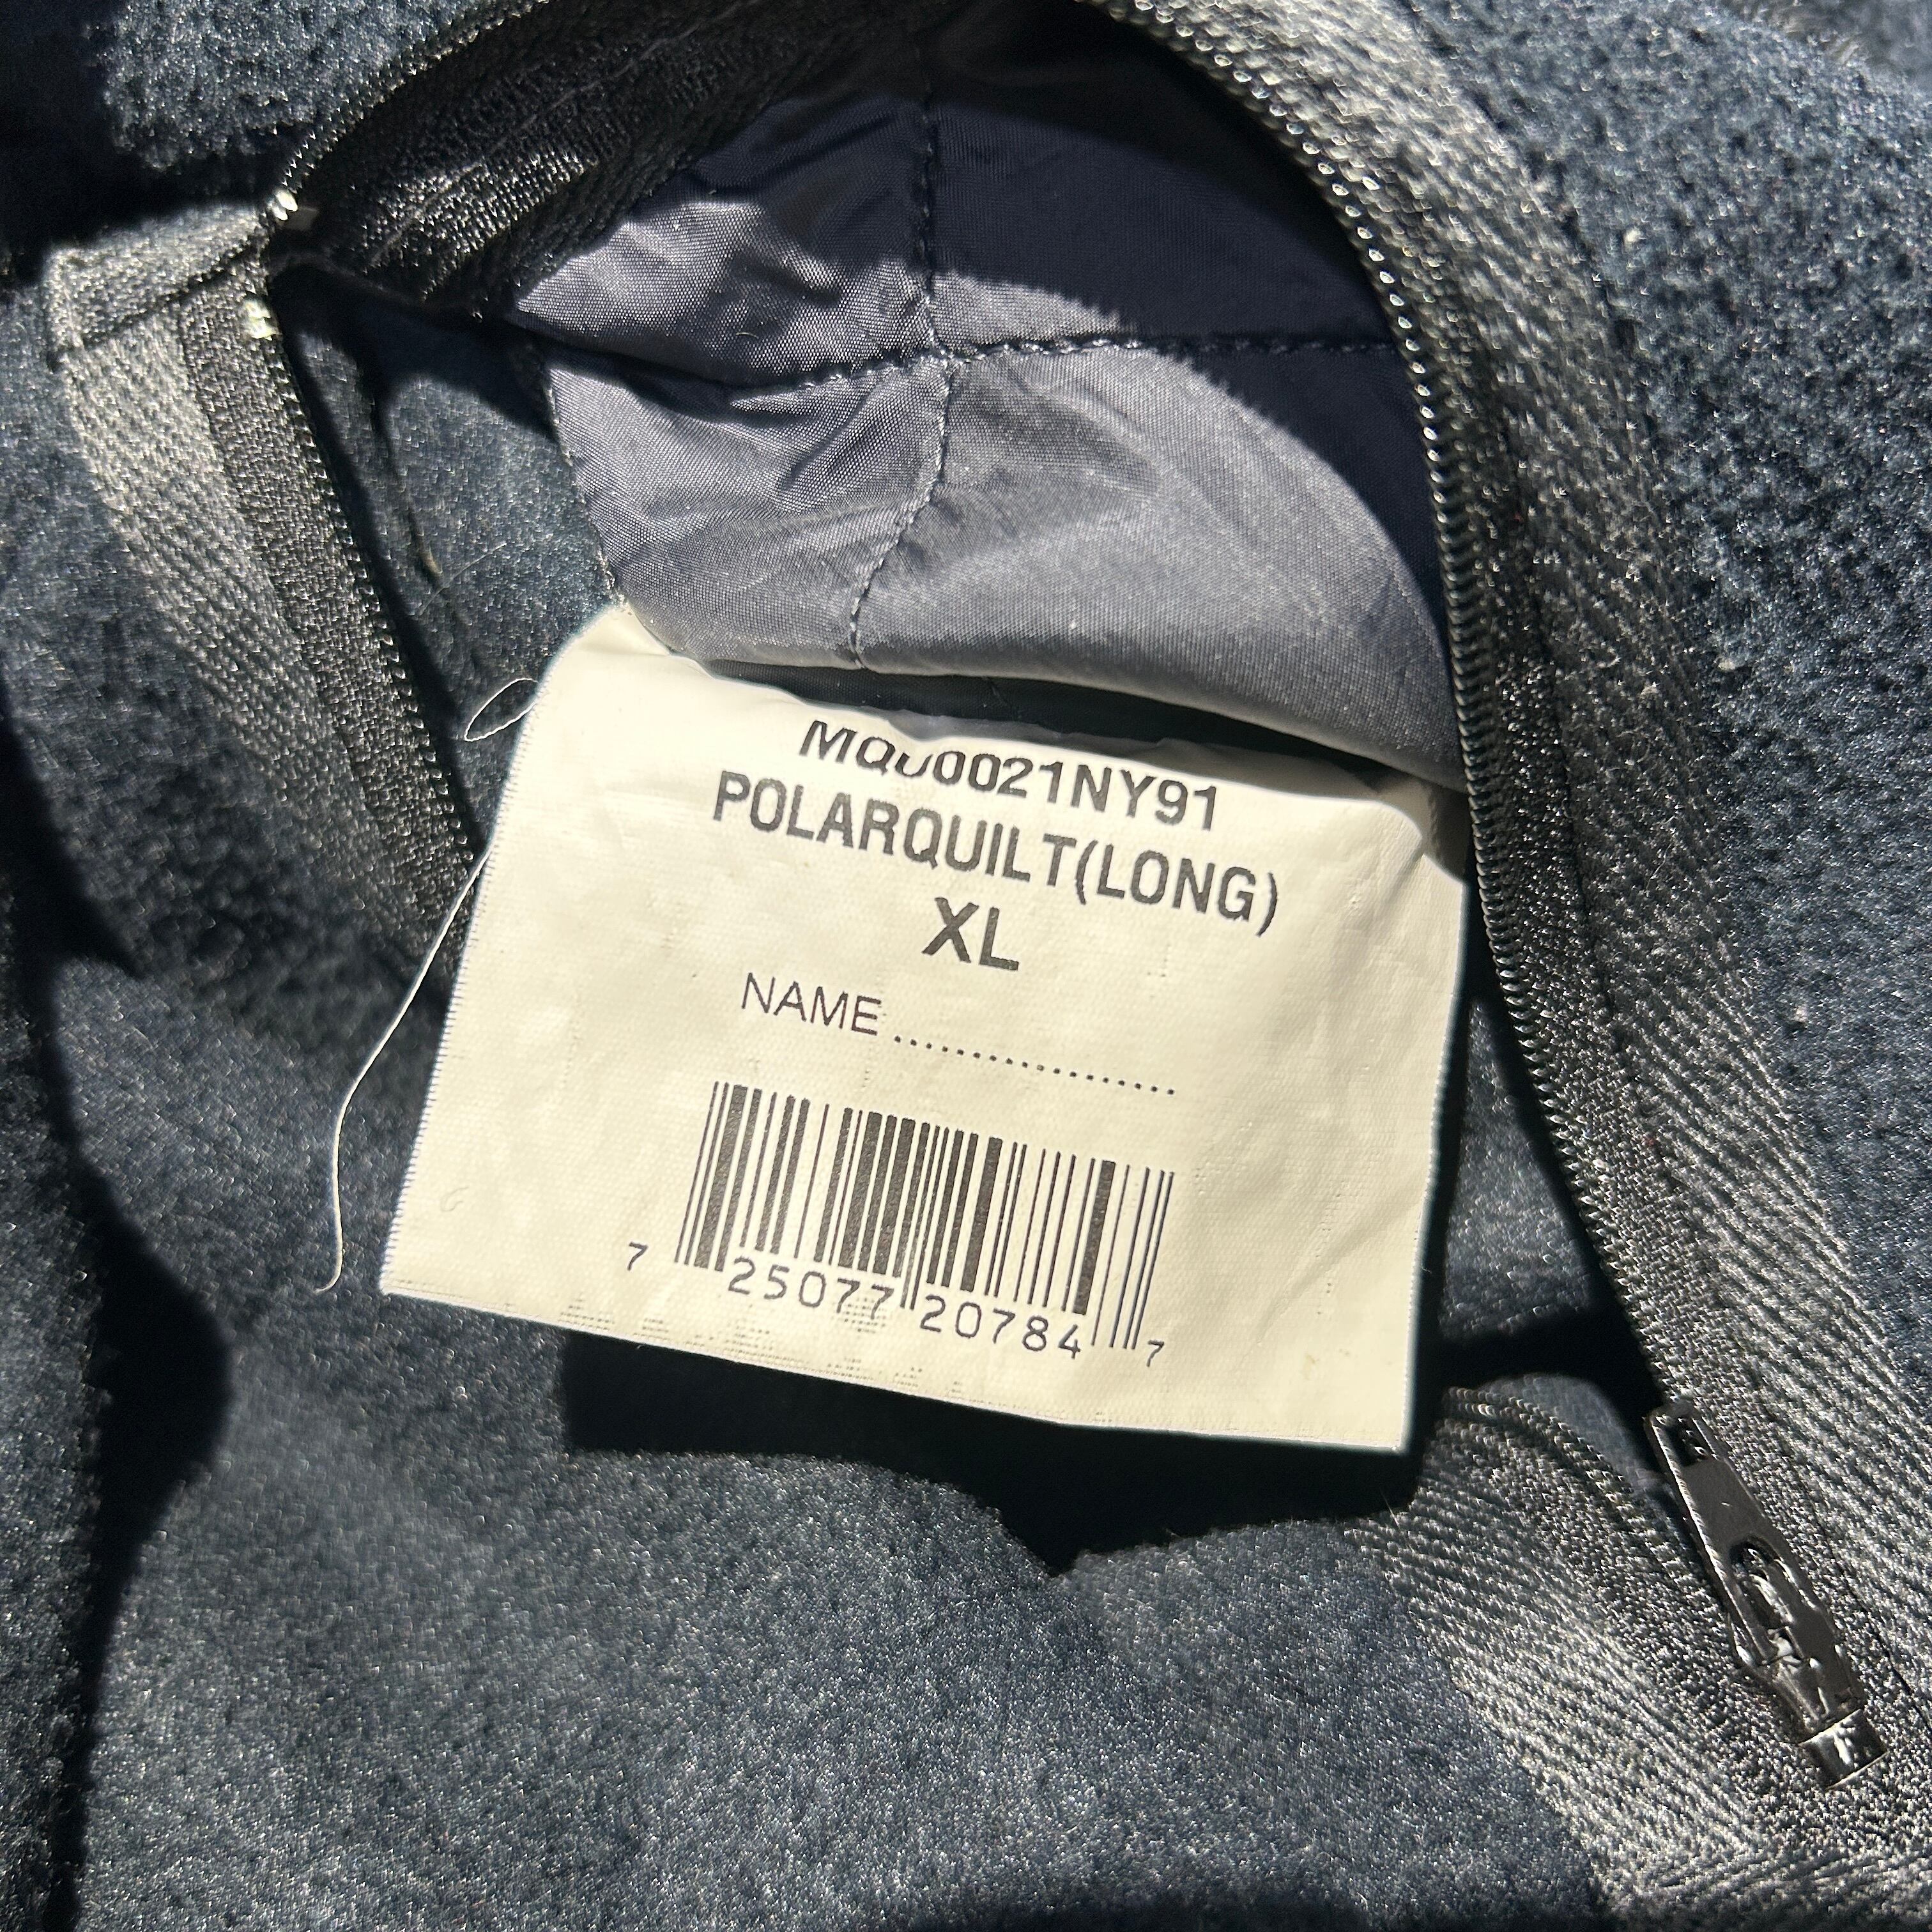 MQU0021NY91
POLARQUILT(LONG)
XL
NAME ..................
7 25077 20784 7